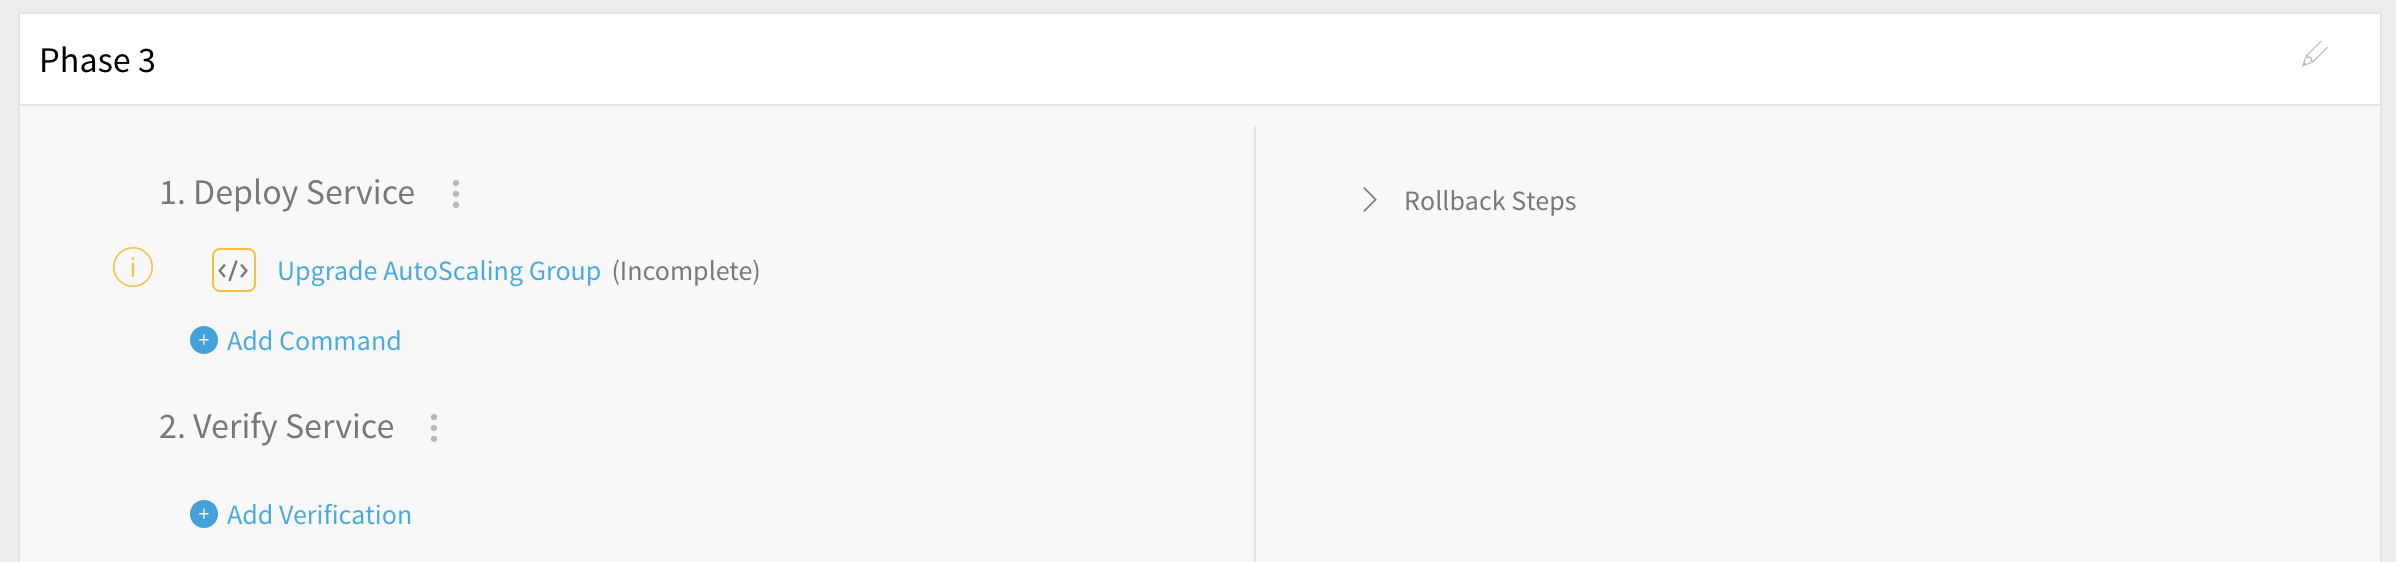 Phase 3
1. Deploy Service
Upgrade AutoScaling Group (Incomplete)
Add Command
2. Verify Service
Add Verification
Rollback Steps